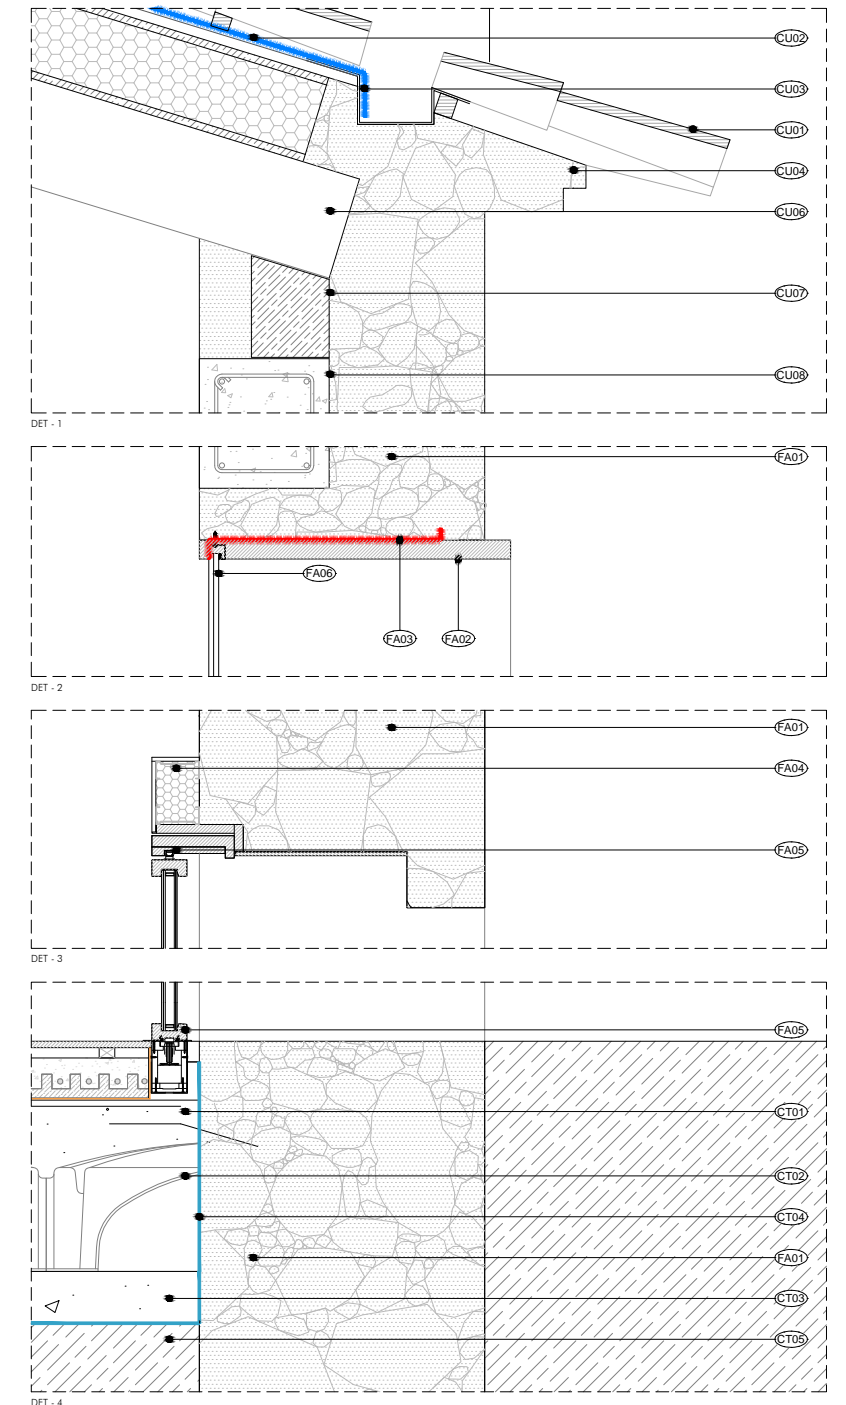 CU02
CU03
CU01
CU04
CU06
CU07
CU08
DET - 1
FA01
FA06
FA03 FA02
DET - 2
FA01
FA04
FA05
DET - 3
FA05
CT01
CT02
CT04
FA01
CT03
CT05
DET - 4